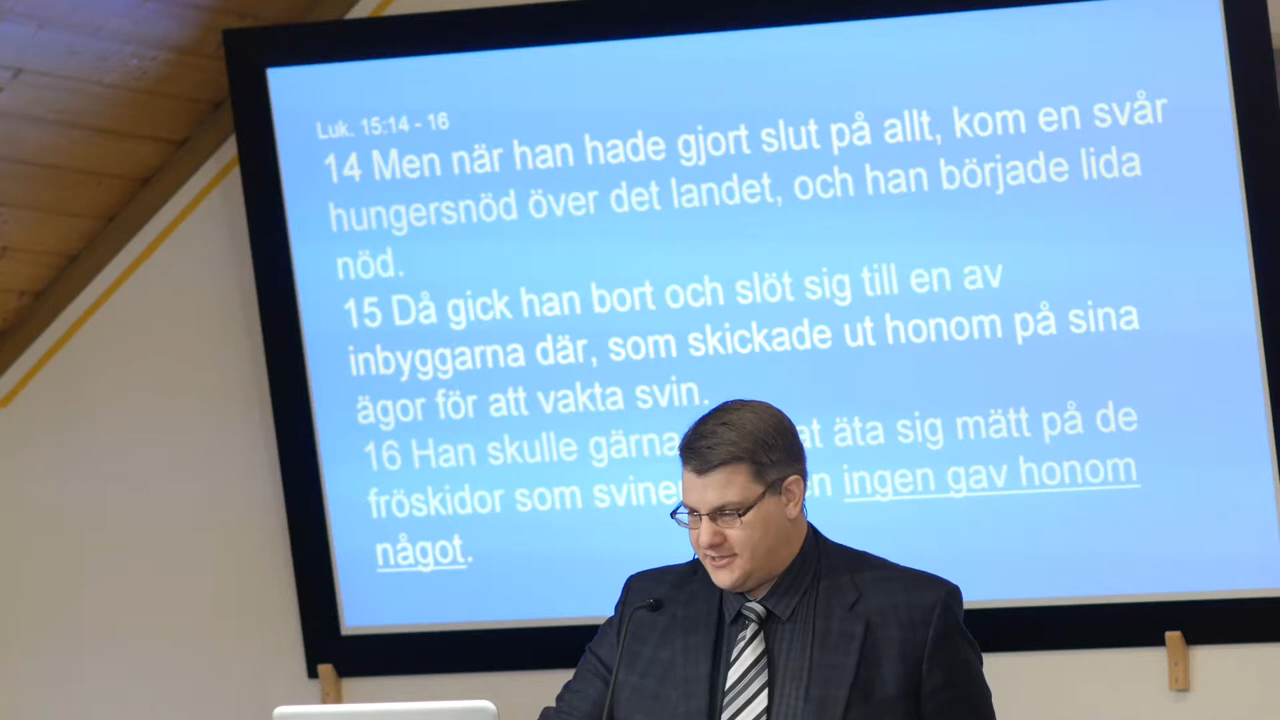 Luk. 15:14 - 16
14 Men när han hade gjort slut på allt, kom en svår
hungersnöd över det landet, och han började lida
nöd.
15 Då gick han bort och slöt sig till en av
inbyggarna där, som skickade ut honom på sina
ägor för att vakta svin.
16 Han skulle gärna äta sig mätt på de
fröskidor som ingen gav honom
något.